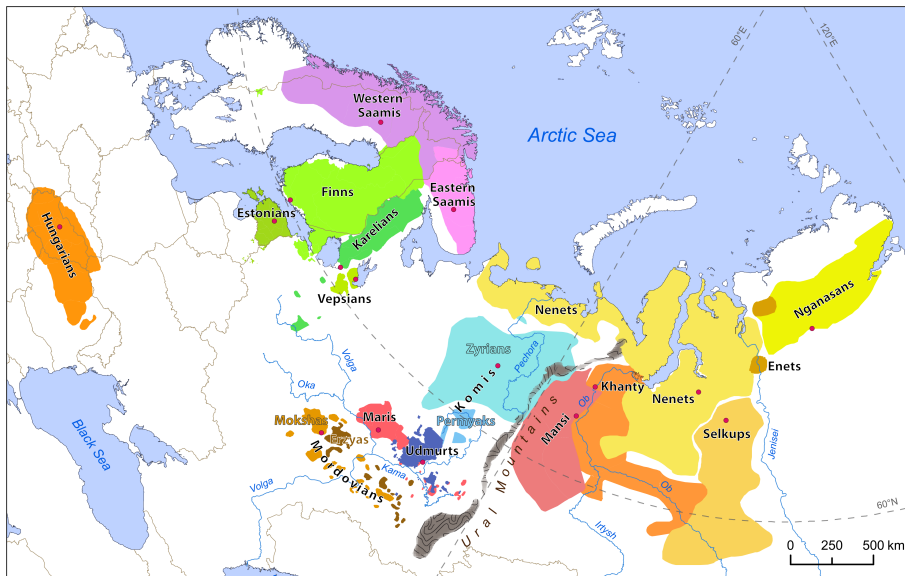 60°E
120°E
Western
Saamis
Arctic Sea
Finns
Eastern
Saamis
Estonians
Karelians
Hungarians
Vepsians
Nenets
Nganasans
Zyrians
Pechora
Enets
Volga
Komis
Khanty
Ob
Nenets
Oka
Mokshas
Maris
Permyaks
Mansi
Selkups
Erzyas
Black Sea
Mordovians
Udmurts
Ural Mountains
Jenisei
Kama
Volga
Ob
Ob
60°N
Irtysh
0 250 500 km